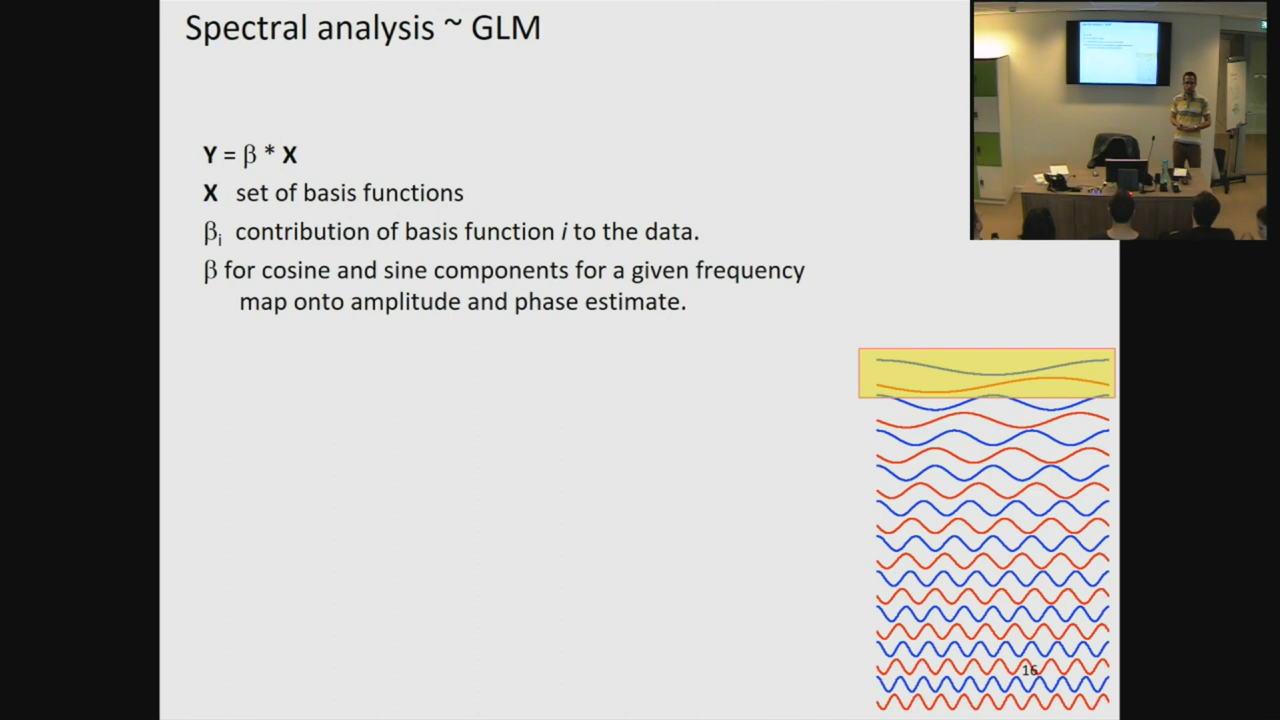 Spectral analysis ~ GLM
Y = β * X
X set of basis functions
βi contribution of basis function i to the data.
β for cosine and sine components for a given frequency
map onto amplitude and phase estimate.
16